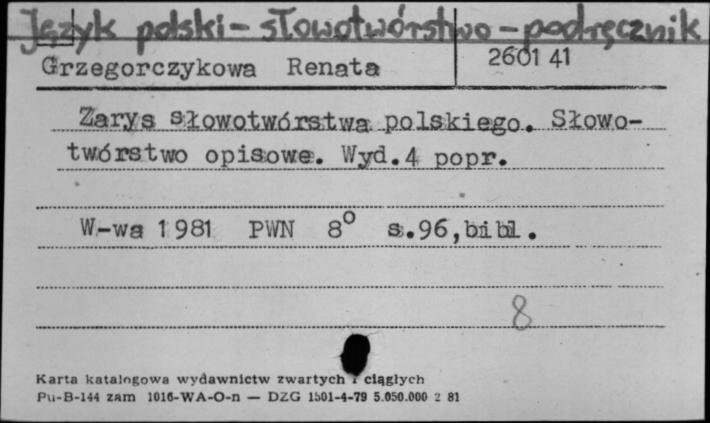 Język polski - słowotwórstwo - podręcznik
Grzegorczykowa Renata 2601 41
Zarys słowotwórstwa polskiego. Słowo-
twórstwo opisowe. Wyd.4 popr.
W-wa 1981 PWN 8° s.96,bibl.
8
Karta katalogowa wydawnictw zwartych i ciągłych
Pu-B-144 zam 1016-WA-O-n — DZG 1501-4-79 5.050.000 2 81